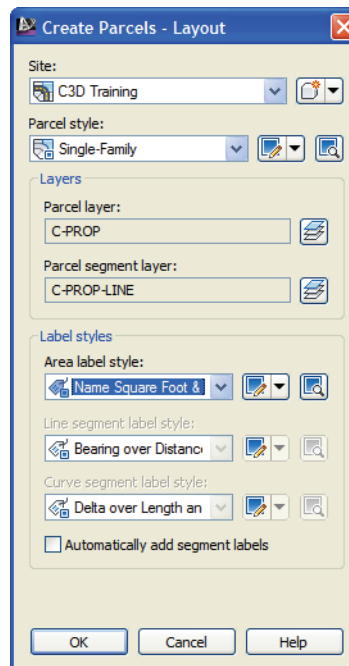 Create Parcels - Layout
Site:
C3D Training
Parcel style:
Single-Family
Layers
Parcel layer:
C-PROP
Parcel segment layer:
C-PROP-LINE
Label styles
Area label style:
Name Square Foot &
Line segment label style:
Bearing over Distanc
Curve segment label style:
Delta over Length an
Automatically add segment labels
OK Cancel Help